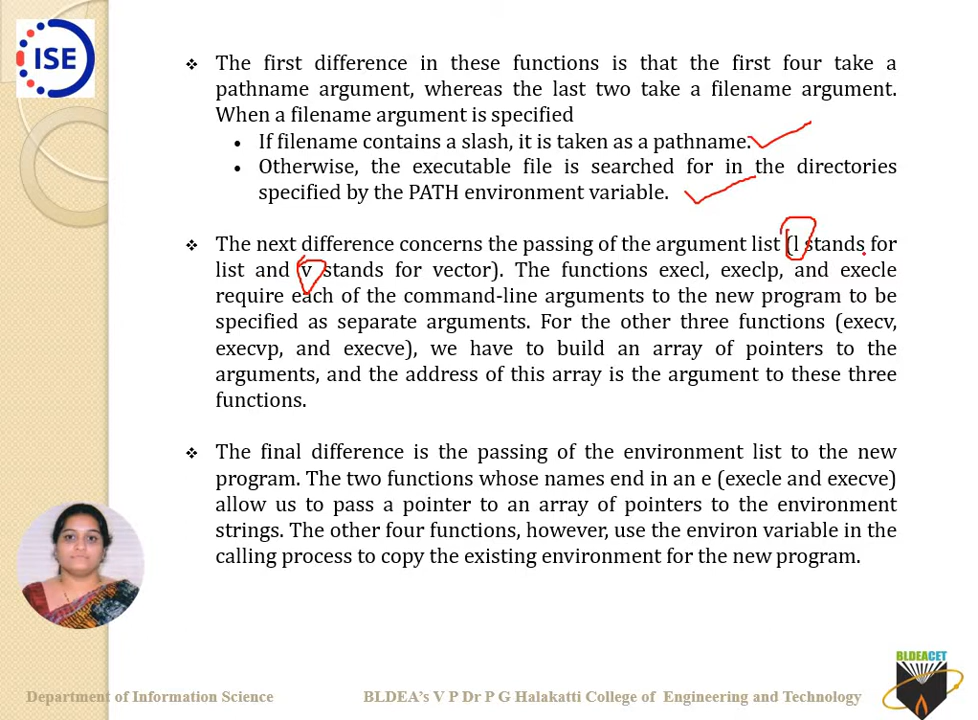 ISE
❖ The first difference in these functions is that the first four take a
pathname argument, whereas the last two take a filename argument.
When a filename argument is specified
• If filename contains a slash, it is taken as a pathname.
• Otherwise, the executable file is searched for in the directories
specified by the PATH environment variable.
❖ The next difference concerns the passing of the argument list (l stands for
list and v stands for vector). The functions execl, execlp, and execle
require each of the command-line arguments to the new program to be
specified as separate arguments. For the other three functions (execv,
execvp, and execve), we have to build an array of pointers to the
arguments, and the address of this array is the argument to these three
functions.
❖ The final difference is the passing of the environment list to the new
program. The two functions whose names end in an e (execle and execve)
allow us to pass a pointer to an array of pointers to the environment
strings. The other four functions, however, use the environ variable in the
calling process to copy the existing environment for the new program.
BLDEACET
Department of Information Science BLDEA's V P Dr P G Halakatti College of Engineering and Technology